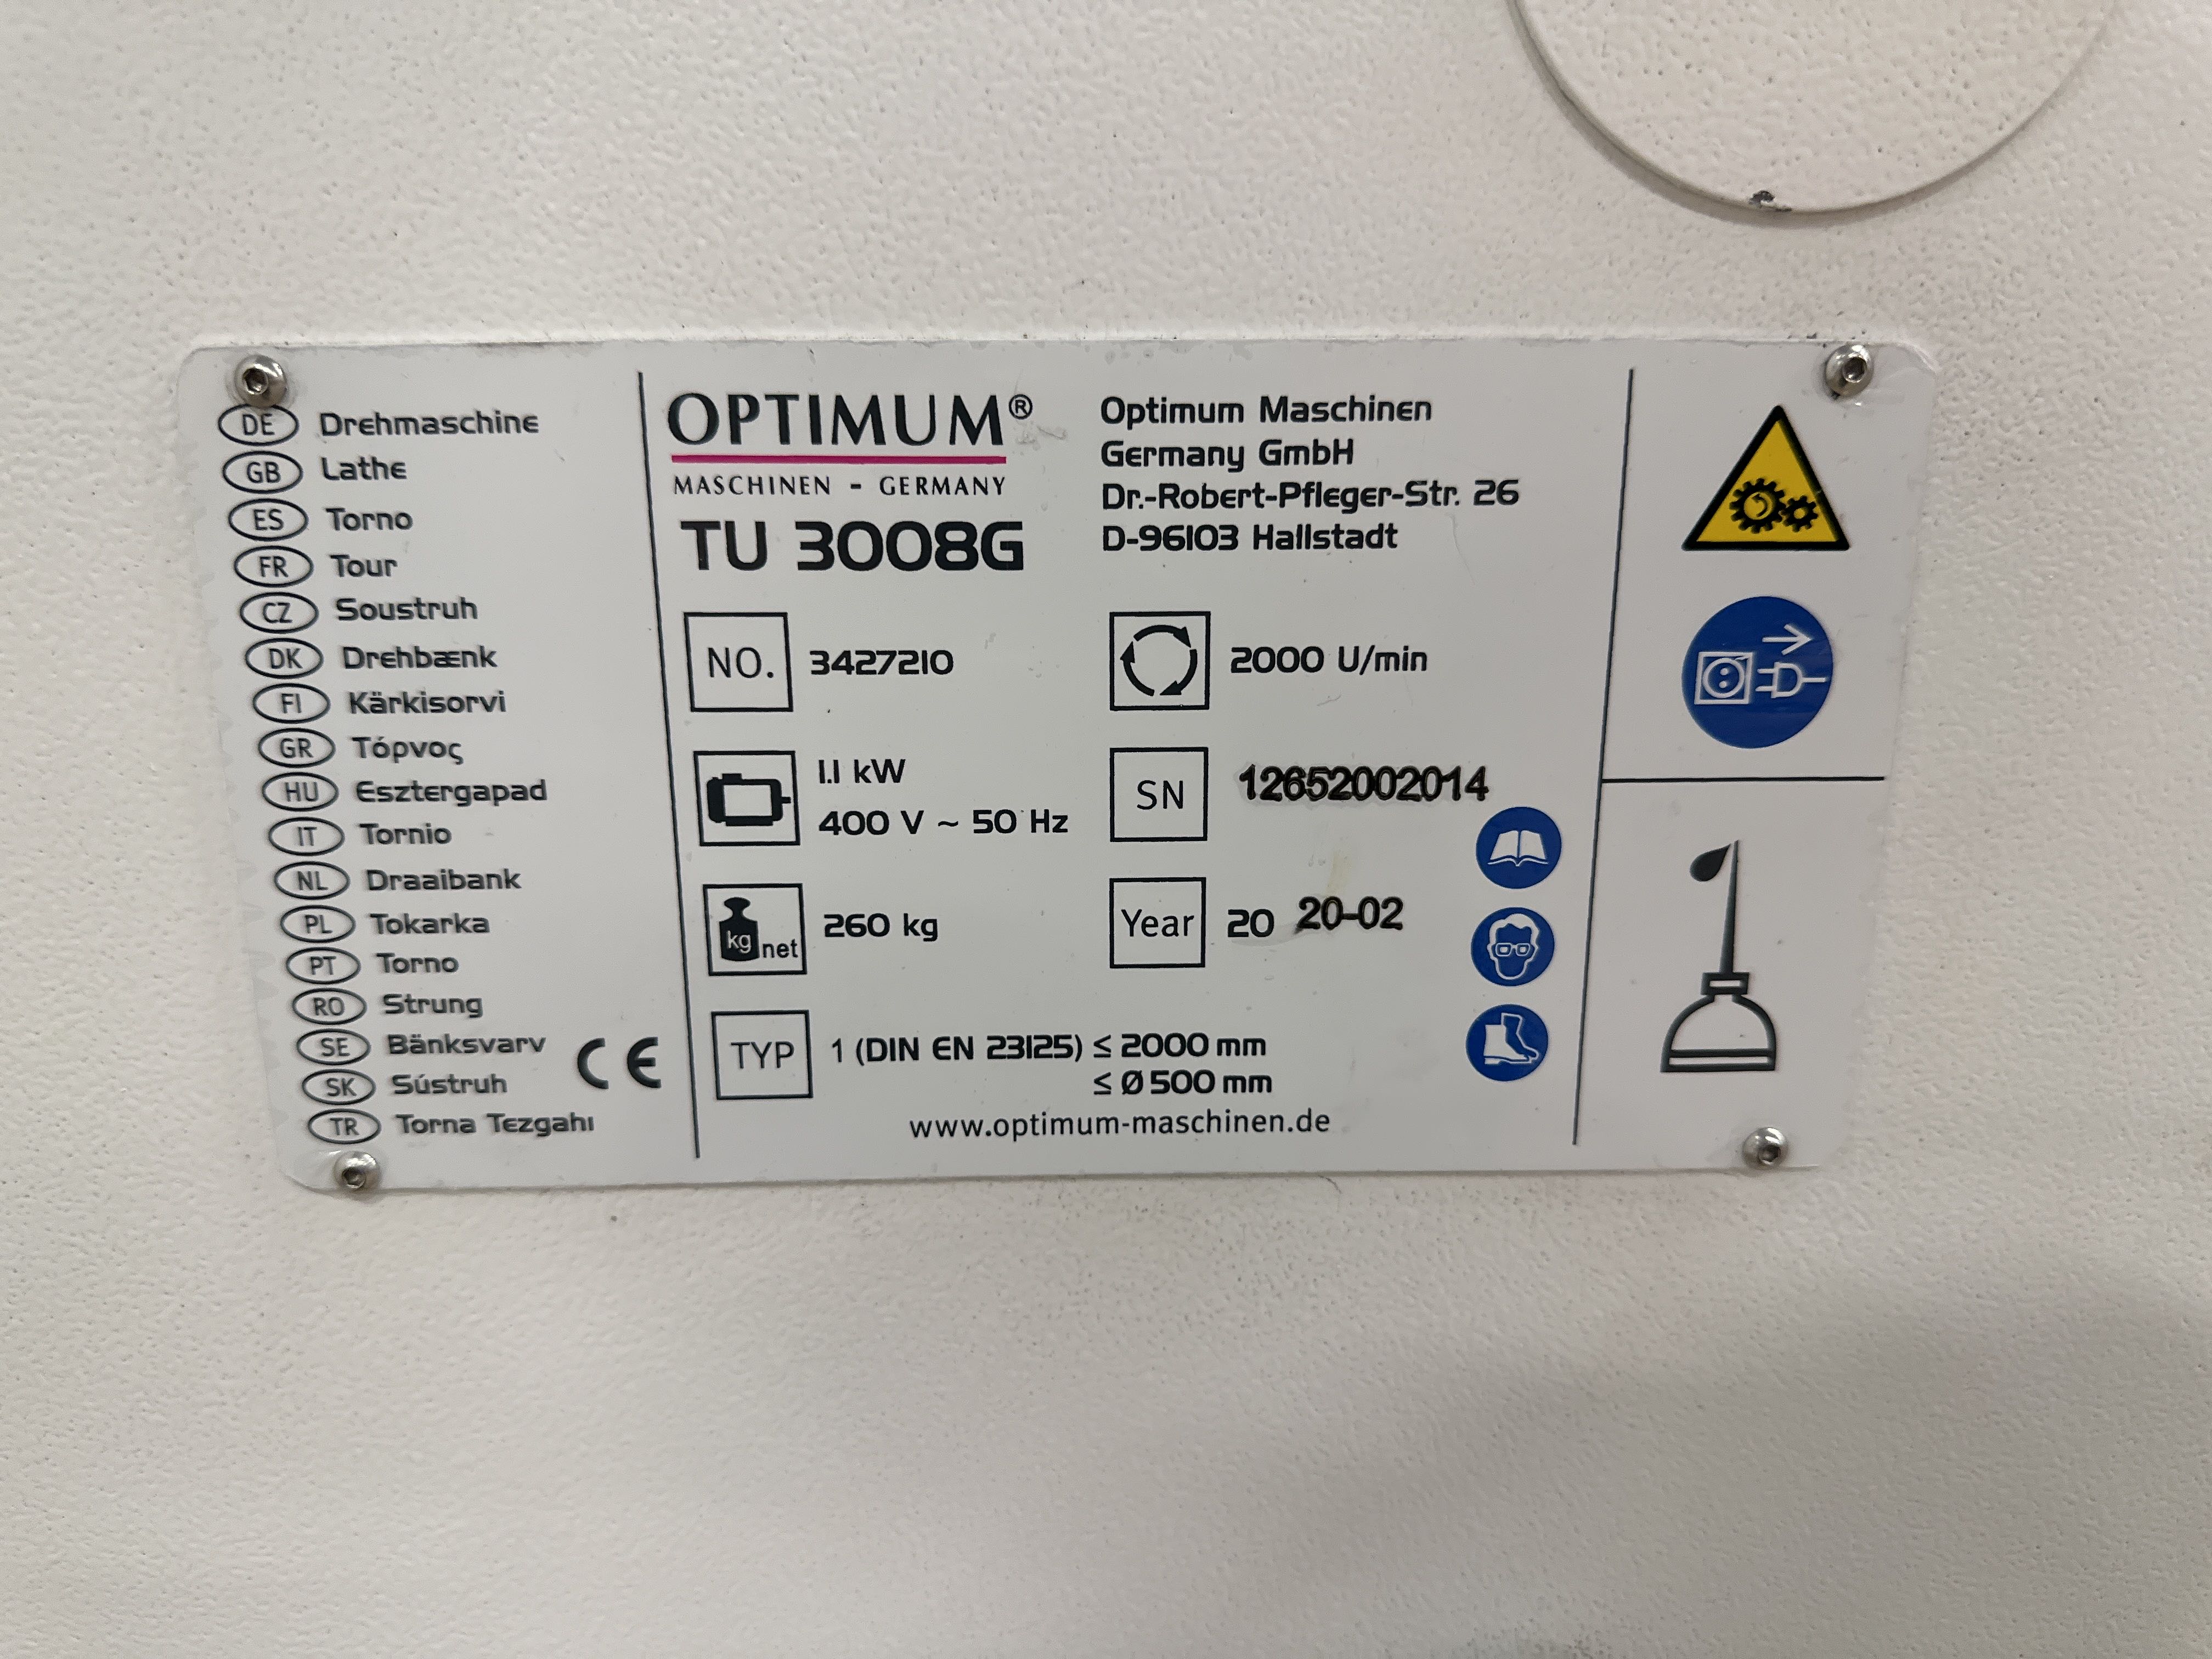 DE Drehmaschine
GB Lathe
ES Torno
FR Tour
CZ Soustruh
DK Drehbænk
FI Kärkisorvi
GR Τόρνος
HU Esztergapad
IT Tornio
NL Draaibank
PL Tokarka
PT Torno
RO Strung
SE Bänksvarv
SK Sústruh
TR Torna Tezgahı
CE
OPTIMUM®
MASCHINEN - GERMANY
TU 3008G
Optimum Maschinen
Germany GmbH
Dr.-Robert-Pfleger-Str. 26
D-96103 Hallstadt
NO. 3427210
2000 U/min
1.1 kW
400 V ~ 50 Hz
SN 12652002014
kg net 260 kg
Year 20 20-02
TYP 1 (DIN EN 23125) ≤ 2000 mm
≤ Ø 500 mm
www.optimum-maschinen.de